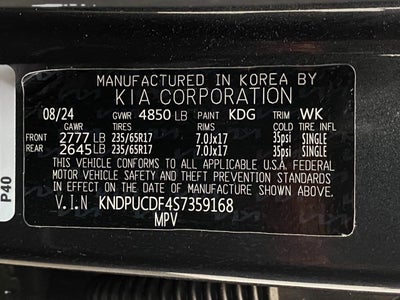 MANUFACTURED IN KOREA BY
KIA CORPORATION
08/24 GVWR 4850 LB PAINT KDG TRIM WK
GAWR TIRES RIMS COLD TIRE INFL
FRONT 2777 LB 235/65R17 7.0Jx17 35psi SINGLE
REAR 2645 LB 235/65R17 7.0Jx17 35psi SINGLE
THIS VEHICLE CONFORMS TO ALL APPLICABLE U.S.A. FEDERAL
MOTOR VEHICLE SAFETY AND THEFT PREVENTION STANDARDS
IN EFFECT ON THE DATE OF MANUFACTURE SHOWN ABOVE.
V.I.N KNDPUCDF4S7359168
MPV
P40